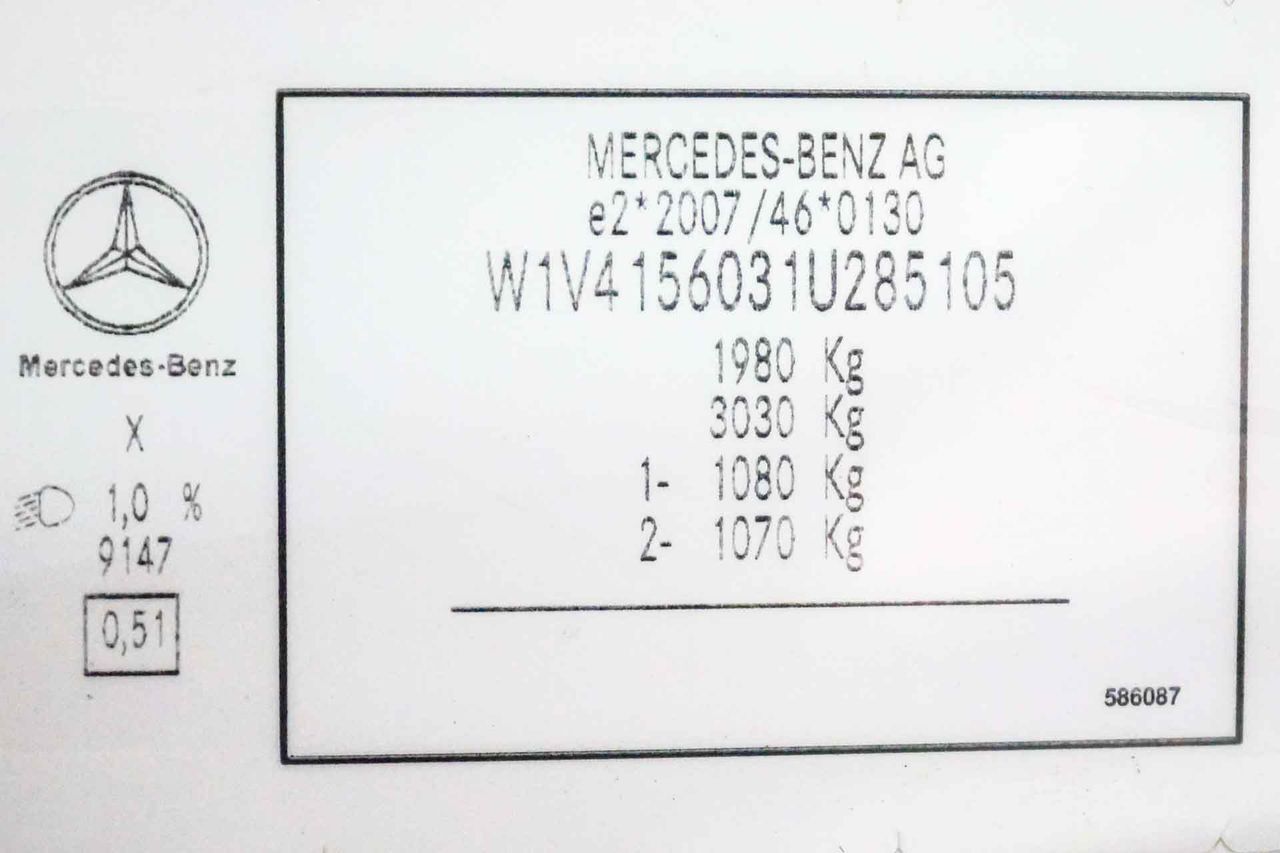 Mercedes-Benz
X
1,0 %
9147
0,51
MERCEDES-BENZ AG
e2*2007/46*0130
W1V4156031U285105
1980 Kg
3030 Kg
1- 1080 Kg
2- 1070 Kg
586087